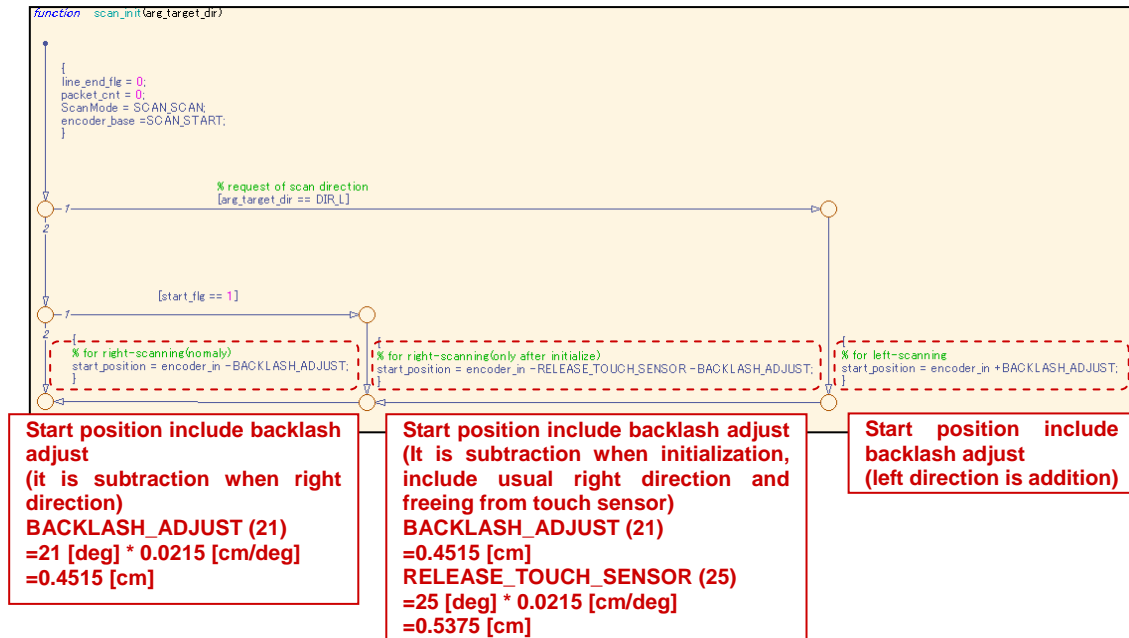 function scan_init(arg_target_dir)
{
line_end_flg = 0;
packet_cnt = 0;
ScanMode = SCAN_SCAN;
encoder_base =SCAN_START;
}
% request of scan direction
[arg_target_dir == DIR_L]
1
2
[start_flg == 1]
1
2
{
% for right-scanning(nomaly)
start_position = encoder_in -BACKLASH_ADJUST;
}
{
% for right-scanning(only after initialize)
start_position = encoder_in -RELEASE_TOUCH_SENSOR -BACKLASH_ADJUST;
}
{
% for left-scanning
start_position = encoder_in +BACKLASH_ADJUST;
}
Start position include backlash
adjust
(it is subtraction when right
direction)
BACKLASH_ADJUST (21)
=21 [deg] * 0.0215 [cm/deg]
=0.4515 [cm]
Start position include backlash adjust
(It is subtraction when initialization,
include usual right direction and
freeing from touch sensor)
BACKLASH_ADJUST (21)
=0.4515 [cm]
RELEASE_TOUCH_SENSOR (25)
=25 [deg] * 0.0215 [cm/deg]
=0.5375 [cm]
Start position include
backlash adjust
(left direction is addition)